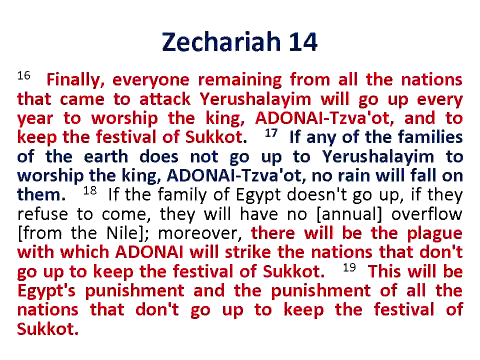 Zechariah 14
16 Finally, everyone remaining from all the nations
that came to attack Yerushalayim will go up every
year to worship the king, ADONAI-Tzva'ot, and to
keep the festival of Sukkot. 17 If any of the families
of the earth does not go up to Yerushalayim to
worship the king, ADONAI-Tzva'ot, no rain will fall on
them. 18 If the family of Egypt doesn't go up, if they
refuse to come, they will have no [annual] overflow
[from the Nile]; moreover, there will be the plague
with which ADONAI will strike the nations that don't
go up to keep the festival of Sukkot. 19 This will be
Egypt's punishment and the punishment of all the
nations that don't go up to keep the festival of
Sukkot.